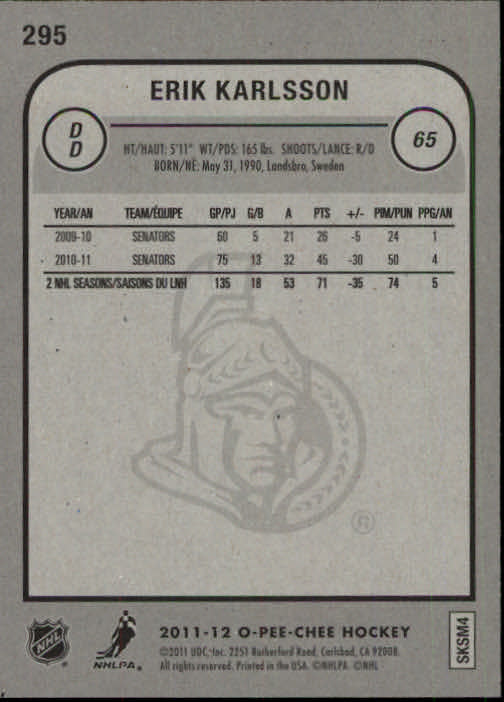 295
ERIK KARLSSON
D
D
65
HT/HAUT: 5'11" WT/PDS: 165 lbs. SHOOTS/LANCE: R/D
BORN/NÉ: May 31, 1990, Landsbro, Sweden
YEAR/AN TEAM/ÉQUIPE GP/PJ G/B A PTS +/- PIM/PUN PPG/AN
2009-10 SENATORS 60 5 21 26 -5 24 1
2010-11 SENATORS 75 13 32 45 -30 50 4
2 NHL SEASONS/SAISONS DU LNH 135 18 53 71 -35 74 5
®
NHL
NHLPA®
2011-12 O-PEE-CHEE HOCKEY
©2011 UDC, Inc. 2251 Rutherford Road, Carlsbad, CA 92008.
All rights reserved. Printed in the USA. ©NHLPA. ©NHL
SKSM4